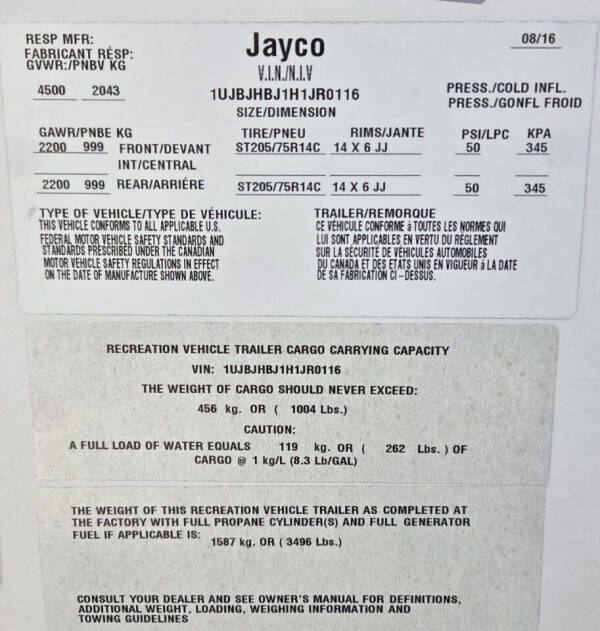 RESP MFR:
FABRICANT RÉSP:
GVWR:/PNBV KG
Jayco
08/16
V.I.N./N.I.V
4500 2043
1UJBJHBJ1H1JR0116
PRESS./COLD INFL.
PRESS./GONFL FROID
SIZE/DIMENSION
GAWR/PNBE KG TIRE/PNEU RIMS/JANTE PSI/LPC KPA
2200 999 FRONT/DEVANT ST205/75R14C 14 X 6 JJ 50 345
INT/CENTRAL
2200 999 REAR/ARRIÉRE ST205/75R14C 14 X 6 JJ 50 345
TYPE OF VEHICLE/TYPE DE VÉHICULE: TRAILER/REMORQUE
THIS VEHICLE CONFORMS TO ALL APPLICABLE U.S.
FEDERAL MOTOR VEHICLE SAFETY STANDARDS AND
STANDARDS PRESCRIBED UNDER THE CANADIAN
MOTOR VEHICLE SAFETY REGULATIONS IN EFFECT
ON THE DATE OF MANUFACTURE SHOWN ABOVE.
CE VÉHICULE CONFORME á TOUTES LES NORMES QUI
LUI SONT APPLICABLES EN VERTU DU RÉGLEMENT
SUR LA SÉCURITÉ DE VÉHICULES AUTOMOBILES
DU CANADA ET DES ÉTATS UNIS EN VIGUEUR á LA DATE
DE SA FABRICATION CI-DESSUS.
RECREATION VEHICLE TRAILER CARGO CARRYING CAPACITY
VIN: 1UJBJHBJ1H1JR0116
THE WEIGHT OF CARGO SHOULD NEVER EXCEED:
456 kg. OR ( 1004 Lbs.)
CAUTION:
A FULL LOAD OF WATER EQUALS 119 kg. OR ( 262 Lbs. ) OF
CARGO @ 1 kg/L (8.3 Lb/GAL)
THE WEIGHT OF THIS RECREATION VEHICLE TRAILER AS COMPLETED AT
THE FACTORY WITH FULL PROPANE CYLINDER(S) AND FULL GENERATOR
FUEL IF APPLICABLE IS: 1587 kg. OR ( 3496 Lbs.)
CONSULT YOUR DEALER AND SEE OWNER'S MANUAL FOR DEFINITIONS,
ADDITIONAL WEIGHT, LOADING, WEIGHING INFORMATION AND
TOWING GUIDELINES